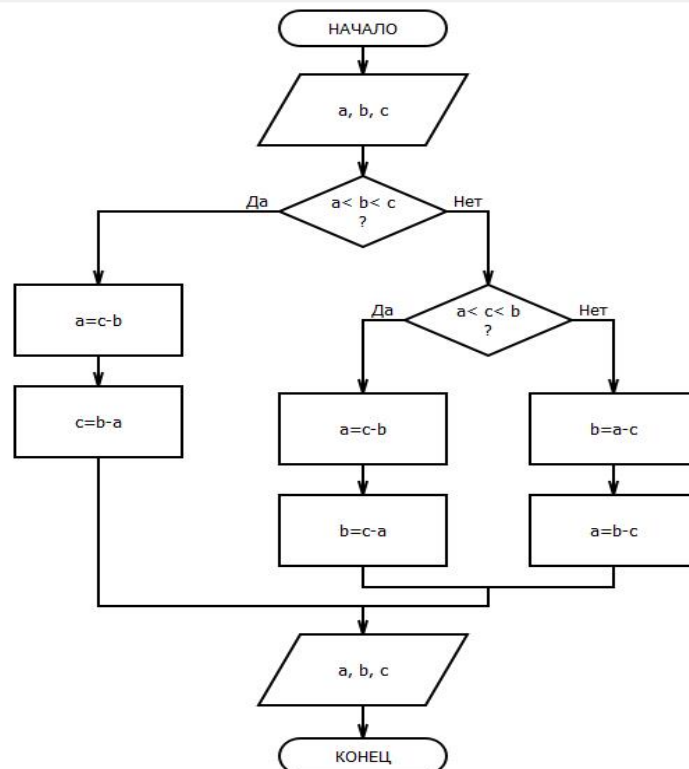 НАЧАЛО
a, b, c
Да
a< b< c
?
Нет
a=c-b
c=b-a
Да
a< c< b
?
Нет
a=c-b
b=c-a
b=a-c
a=b-c
a, b, c
КОНЕЦ